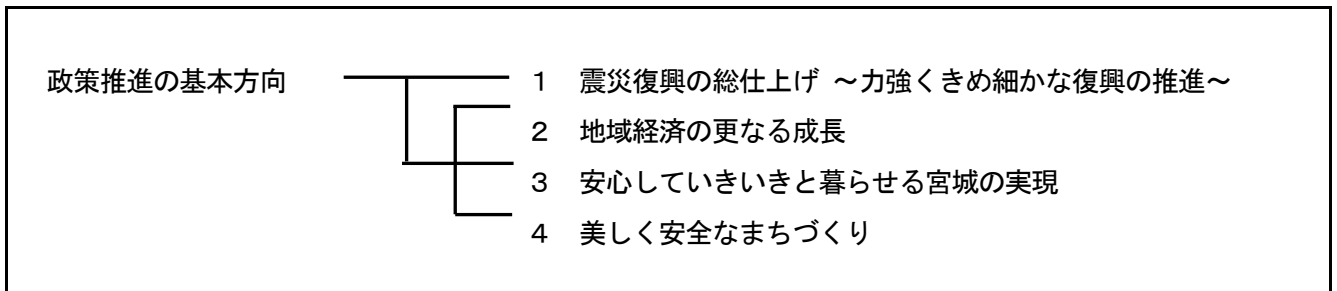 政策推進の基本方向
１　震災復興の総仕上げ ～力強くきめ細かな復興の推進～
２　地域経済の更なる成長
３　安心していきいきと暮らせる宮城の実現
４　美しく安全なまちづくり